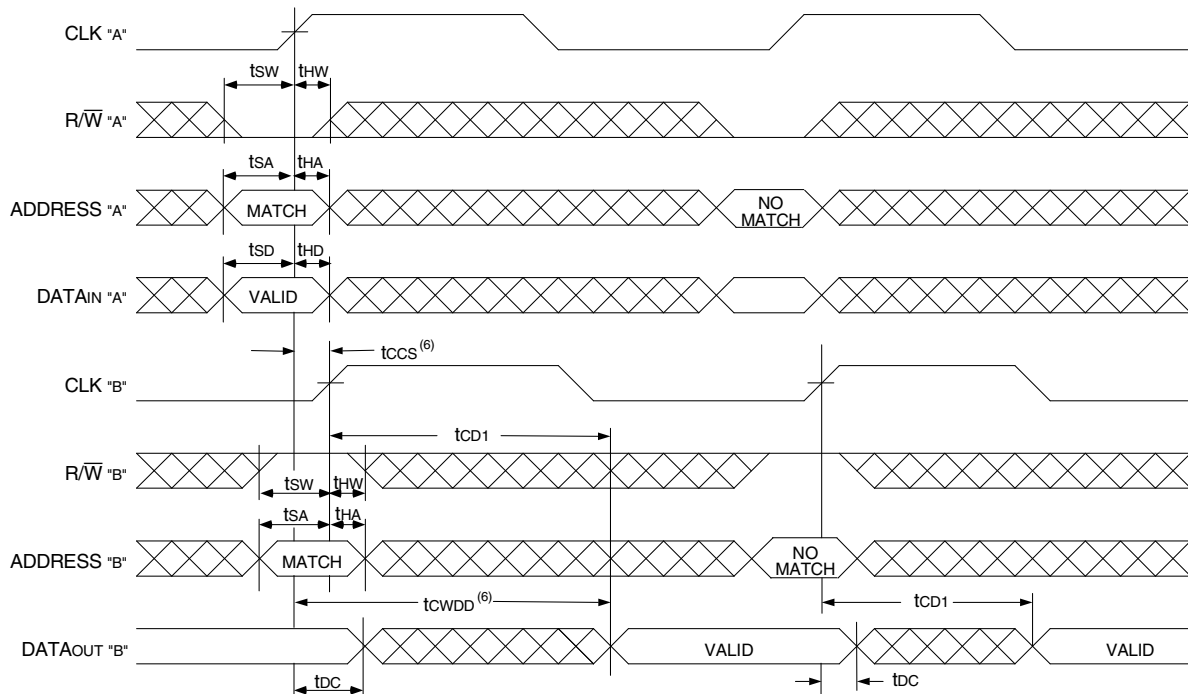 CLK "A"
tSW tHW
R/W̅ "A"
tSA tHA
ADDRESS "A" MATCH NO MATCH
tSD tHD
DATAIN "A" VALID
tCCS (6)
CLK "B"
tCD1
R/W̅ "B"
tSW tHW
tSA tHA
ADDRESS "B" MATCH NO MATCH
tCWDD (6) tCD1
DATAOUT "B" VALID VALID
tDC tDC